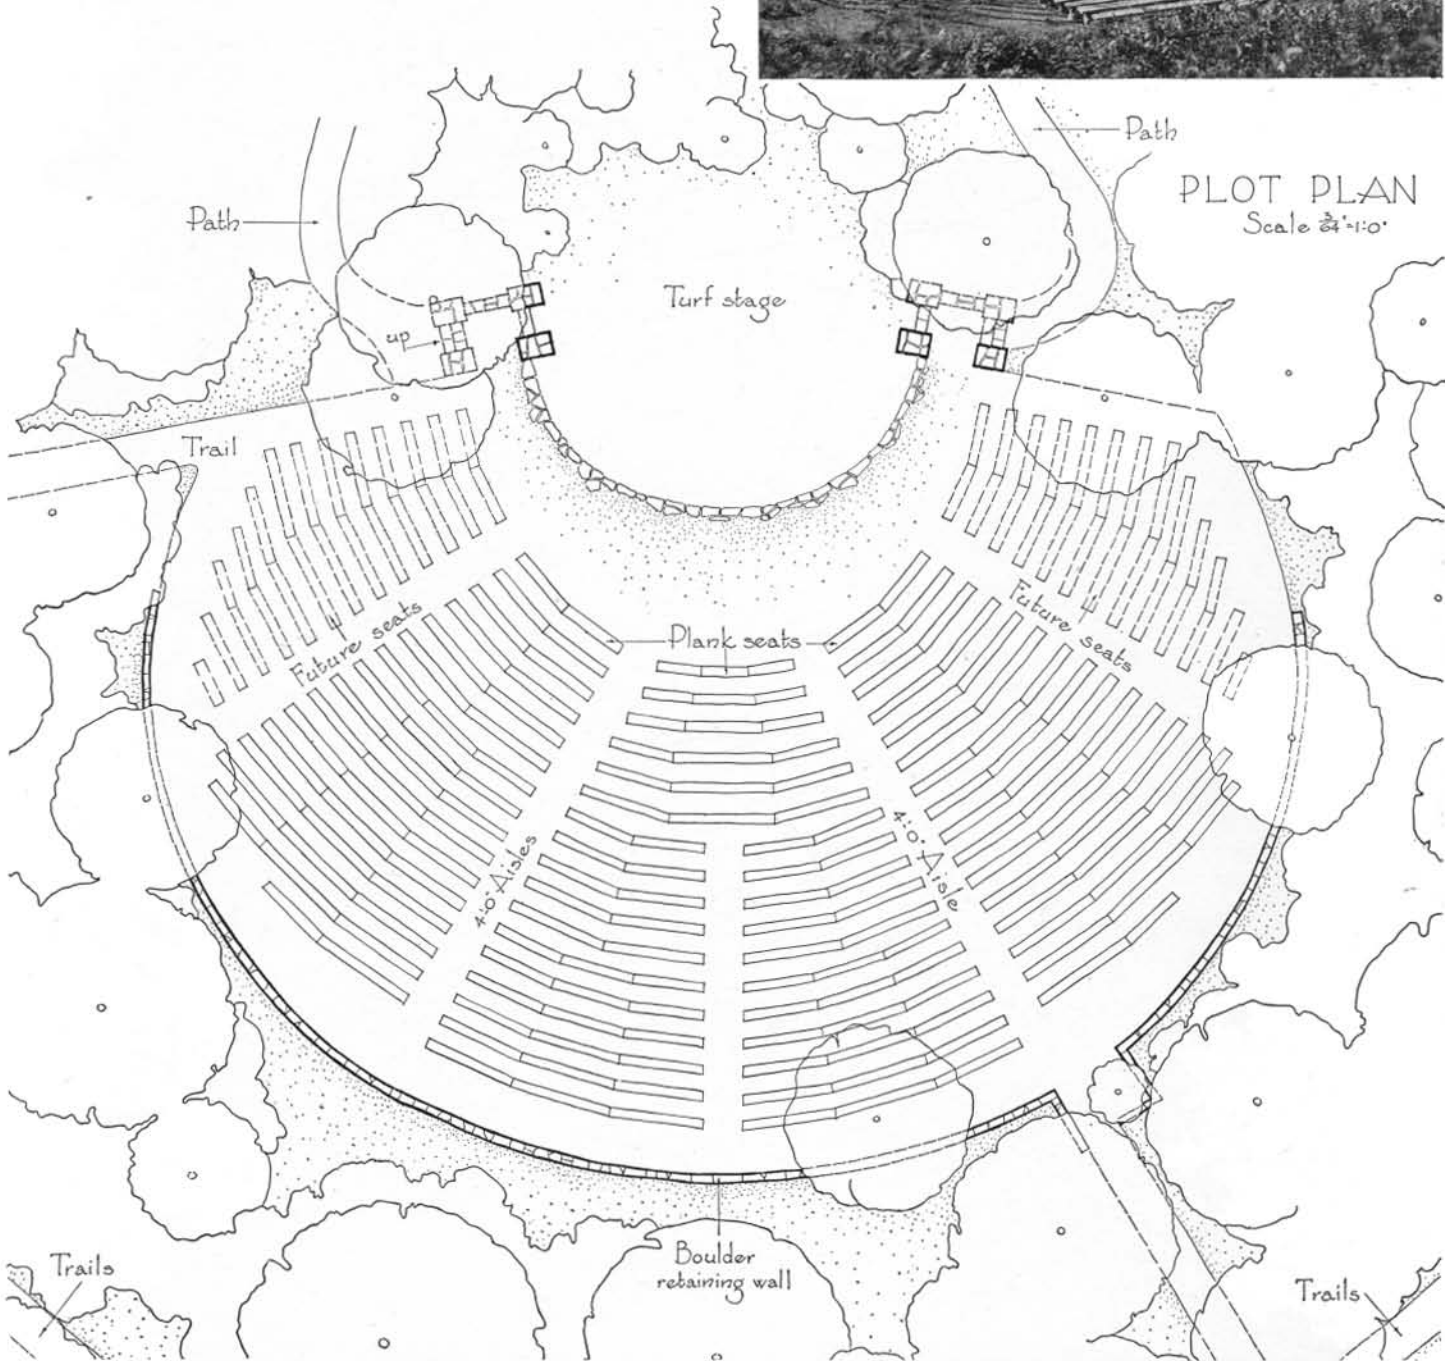 Path
PLOT PLAN
Scale 3/64"=1'-0"
Path
Turf stage
up
Trail
Future seats
Plank seats
Future seats
4'-0" Aisles
4'-0" Aisle
Boulder
retaining wall
Trails
Trails